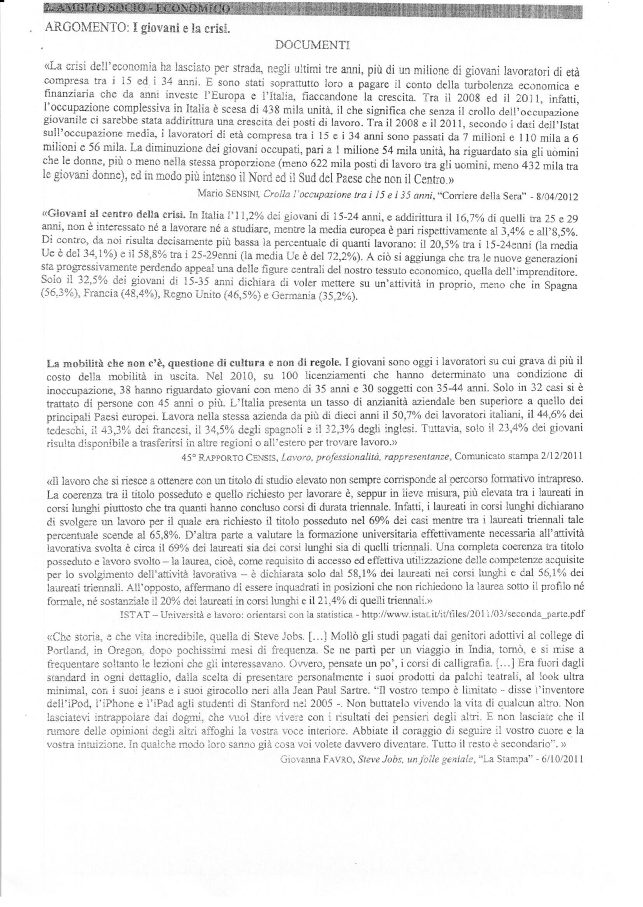 2. AMBITO SOCIO - ECONOMICO
ARGOMENTO: I giovani e la crisi.
DOCUMENTI
«La crisi dell'economia ha lasciato per strada, negli ultimi tre anni, più di un milione di giovani lavoratori di età
compresa tra i 15 ed i 34 anni. E sono stati soprattutto loro a pagare il conto della turbolenza economica e
finanziaria che da anni investe l'Europa e l'Italia, fiaccandone la crescita. Tra il 2008 ed il 2011, infatti,
l'occupazione complessiva in Italia è scesa di 438 mila unità, il che significa che senza il crollo dell'occupazione
giovanile ci sarebbe stata addirittura una crescita dei posti di lavoro. Tra il 2008 e il 2011, secondo i dati dell'Istat
sull'occupazione media, i lavoratori di età compresa tra i 15 e i 34 anni sono passati da 7 milioni e 110 mila a 6
milioni e 56 mila. La diminuzione dei giovani occupati, pari a 1 milione 54 mila unità, ha riguardato sia gli uomini
che le donne, più o meno nella stessa proporzione (meno 622 mila posti di lavoro tra gli uomini, meno 432 mila tra
le giovani donne), ed in modo più intenso il Nord ed il Sud del Paese che non il Centro.»
Mario SENSINI, Crolla l'occupazione tra i 15 e i 35 anni, "Corriere della Sera" - 8/04/2012
«Giovani al centro della crisi. In Italia l'11,2% dei giovani di 15-24 anni, e addirittura il 16,7% di quelli tra 25 e 29
anni, non è interessato né a lavorare né a studiare, mentre la media europea è pari rispettivamente al 3,4% e all'8,5%.
Di contro, da noi risulta decisamente più bassa la percentuale di quanti lavorano: il 20,5% tra i 15-24enni (la media
Ue è del 34,1%) e il 58,8% tra i 25-29enni (la media Ue è del 72,2%). A ciò si aggiunga che tra le nuove generazioni
sta progressivamente perdendo appeal una delle figure centrali del nostro tessuto economico, quella dell'imprenditore.
Solo il 32,5% dei giovani di 15-35 anni dichiara di voler mettere su un'attività in proprio, meno che in Spagna
(56,3%), Francia (48,4%), Regno Unito (46,5%) e Germania (35,2%).
La mobilità che non c'è, questione di cultura e non di regole. I giovani sono oggi i lavoratori su cui grava di più il
costo della mobilità in uscita. Nel 2010, su 100 licenziamenti che hanno determinato una condizione di
inoccupazione, 38 hanno riguardato giovani con meno di 35 anni e 30 soggetti con 35-44 anni. Solo in 32 casi si è
trattato di persone con 45 anni o più. L'Italia presenta un tasso di anzianità aziendale ben superiore a quello dei
principali Paesi europei. Lavora nella stessa azienda da più di dieci anni il 50,7% dei lavoratori italiani, il 44,6% dei
tedeschi, il 43,3% dei francesi, il 34,5% degli spagnoli e il 32,3% degli inglesi. Tuttavia, solo il 23,4% dei giovani
risulta disponibile a trasferirsi in altre regioni o all'estero per trovare lavoro.»
45° RAPPORTO CENSIS, Lavoro, professionalità, rappresentanze, Comunicato stampa 2/12/2011
«Il lavoro che si riesce a ottenere con un titolo di studio elevato non sempre corrisponde al percorso formativo intrapreso.
La coerenza tra il titolo posseduto e quello richiesto per lavorare è, seppur in lieve misura, più elevata tra i laureati in
corsi lunghi piuttosto che tra quanti hanno concluso corsi di durata triennale. Infatti, i laureati in corsi lunghi dichiarano
di svolgere un lavoro per il quale era richiesto il titolo posseduto nel 69% dei casi mentre tra i laureati triennali tale
percentuale scende al 65,8%. D'altra parte a valutare la formazione universitaria effettivamente necessaria all'attività
lavorativa svolta è circa il 69% dei laureati sia dei corsi lunghi sia di quelli triennali. Una completa coerenza tra titolo
posseduto e lavoro svolto – la laurea, cioè, come requisito di accesso ed effettiva utilizzazione delle competenze acquisite
per lo svolgimento dell'attività lavorativa – è dichiarata solo dal 58,1% dei laureati nei corsi lunghi e dal 56,1% dei
laureati triennali. All'opposto, affermano di essere inquadrati in posizioni che non richiedono la laurea sotto il profilo né
formale, né sostanziale il 20% dei laureati in corsi lunghi e il 21,4% di quelli triennali.»
ISTAT – Università e lavoro: orientarsi con la statistica - http://www.istat.it/it/files/2011/03/seconda_parte.pdf
«Che storia, e che vita incredibile, quella di Steve Jobs. [...] Mollò gli studi pagati dai genitori adottivi al college di
Portland, in Oregon, dopo pochissimi mesi di frequenza. Se ne partì per un viaggio in India, tornò, e si mise a
frequentare soltanto le lezioni che gli interessavano. Ovvero, pensate un po', i corsi di calligrafia. [...] Era fuori dagli
standard in ogni dettaglio, dalla scelta di presentare personalmente i suoi prodotti da palchi teatrali, al look ultra
minimal, con i suoi jeans e i suoi girocollo neri alla Jean Paul Sartre. "Il vostro tempo è limitato - disse l'inventore
dell'iPod, l'iPhone e l'iPad agli studenti di Stanford nel 2005 -. Non buttatelo vivendo la vita di qualcun altro. Non
lasciatevi intrappolare dai dogmi, che vuol dire vivere con i risultati dei pensieri degli altri. E non lasciate che il
rumore delle opinioni degli altri affoghi la vostra voce interiore. Abbiate il coraggio di seguire il vostro cuore e la
vostra intuizione. In qualche modo loro sanno già cosa voi volete davvero diventare. Tutto il resto è secondario". »
Giovanna FAVRO, Steve Jobs, un folle geniale, "La Stampa" - 6/10/2011